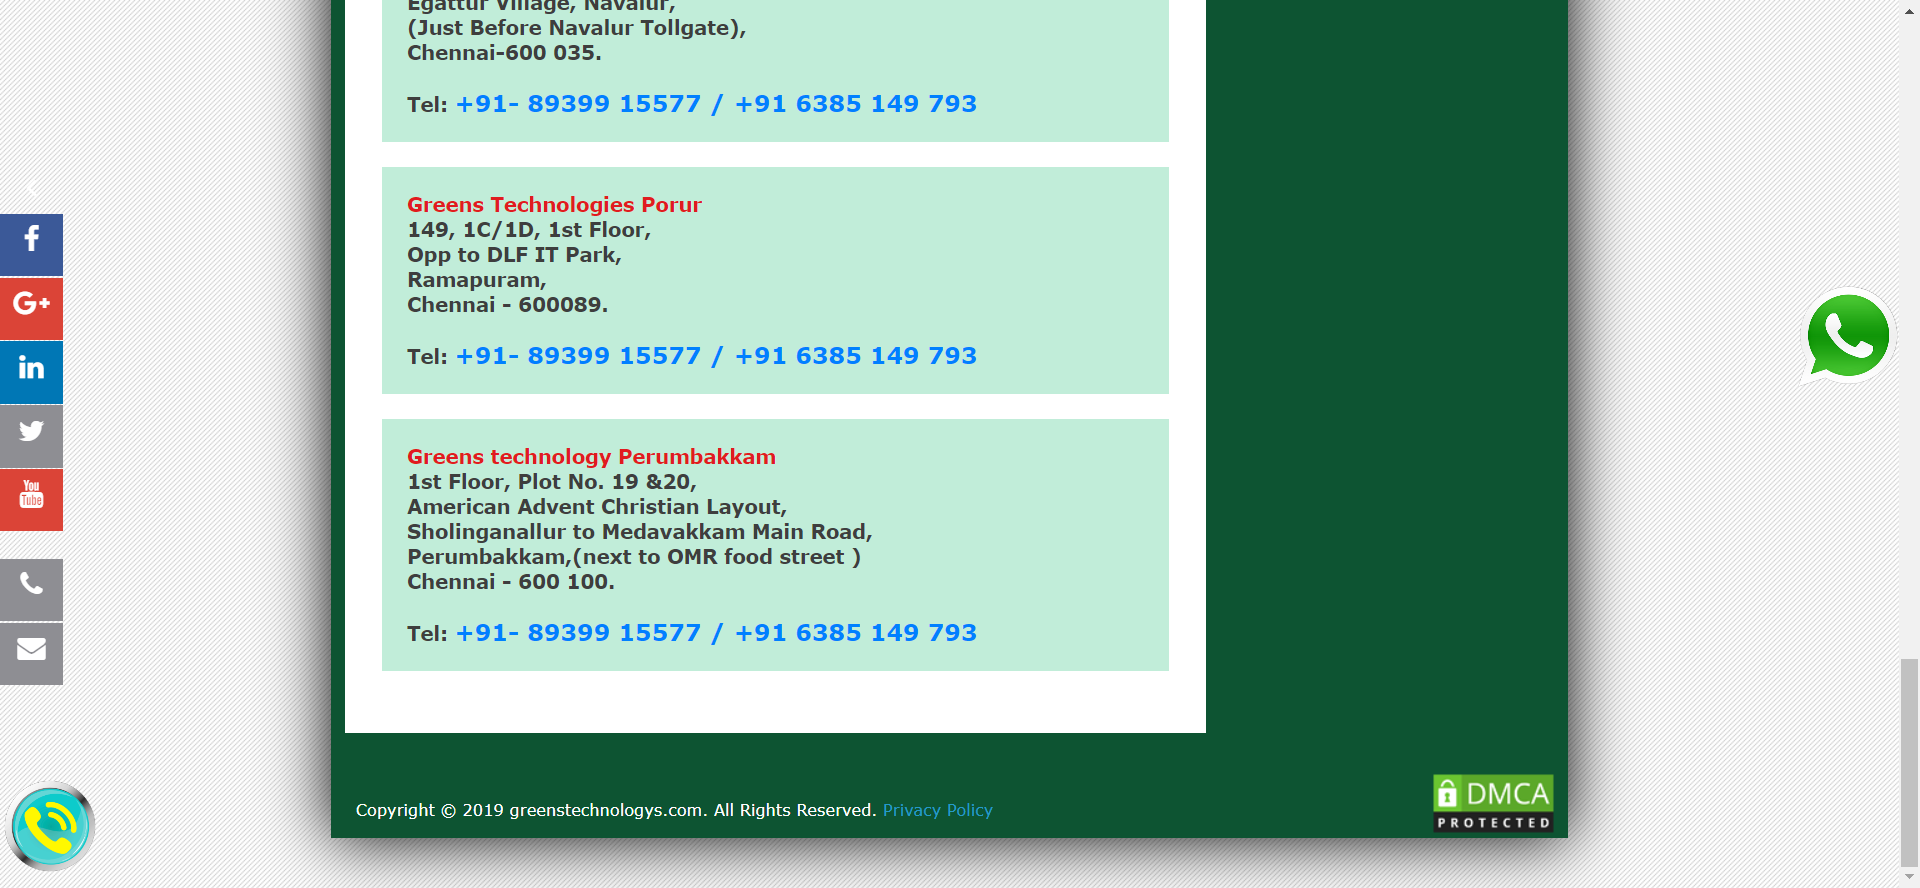 Egattur Village, Navalur,
(Just Before Navalur Tollgate),
Chennai-600 035.
Tel: +91- 89399 15577 / +91 6385 149 793
Greens Technologies Porur
149, 1C/1D, 1st Floor,
Opp to DLF IT Park,
Ramapuram,
Chennai - 600089.
Tel: +91- 89399 15577 / +91 6385 149 793
Greens technology Perumbakkam
1st Floor, Plot No. 19 &20,
American Advent Christian Layout,
Sholinganallur to Medavakkam Main Road,
Perumbakkam,(next to OMR food street )
Chennai - 600 100.
Tel: +91- 89399 15577 / +91 6385 149 793
f
G+
in
You
Tube
Copyright © 2019 greenstechnologys.com. All Rights Reserved. Privacy Policy
DMCA
PROTECTED